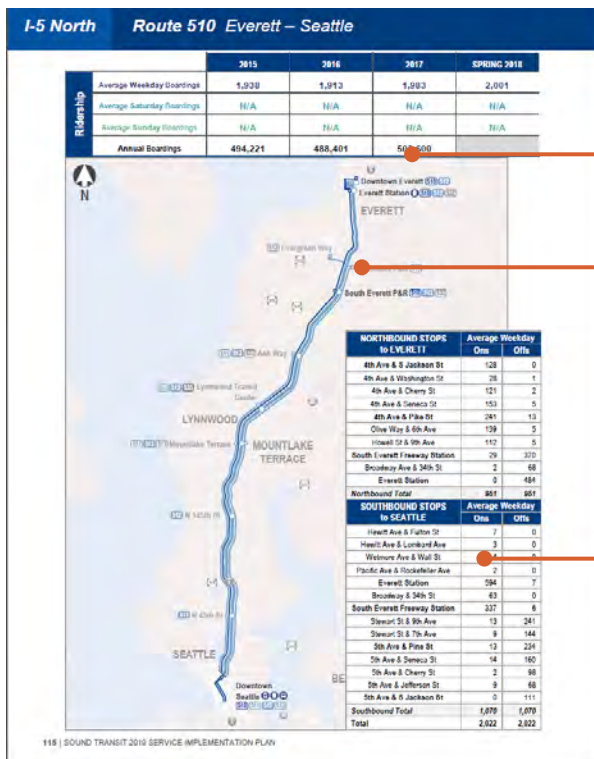 I-5 North Route 510 Everett – Seattle
2015 2016 2017 SPRING 2018
Ridership
Average Weekday Boardings 1,938 1,913 1,983 2,001
Average Saturday Boardings N/A N/A N/A N/A
Average Sunday Boardings N/A N/A N/A N/A
Annual Boardings 494,221 488,401
N
Downtown Everett
Everett Station
EVERETT
Evergreen Way
South Everett P&R
Ash Way
Lynnwood Transit
Center
LYNNWOOD
Mountlake Terrace
MOUNTLAKE
TERRACE
N 145th St
N 45th St
SEATTLE
Downtown
Seattle
BE
NORTHBOUND STOPS Average Weekday
to EVERETT Ons Offs
4th Ave & S Jackson St 128 0
4th Ave & Washington St 28 1
4th Ave & Cherry St 121 2
4th Ave & Seneca St 153 5
4th Ave & Pike St 241 13
Olive Way & 6th Ave 139 5
Howell St & 9th Ave 112 5
South Everett Freeway Station 29 370
Broadway Ave & 34th St 2 68
Everett Station 0 484
Northbound Total 951 951
SOUTHBOUND STOPS Average Weekday
to SEATTLE Ons Offs
Hewitt Ave & Fulton St 7 0
Hewitt Ave & Lombard Ave 3 0
Wetmore Ave & Wall St
Pacific Ave & Rockefeller Ave 2 0
Everett Station 594 7
Broadway & 34th St 63 0
South Everett Freeway Station 337 6
Stewart St & 9th Ave 13 241
Stewart St & 7th Ave 9 144
5th Ave & Pine St 13 234
5th Ave & Seneca St 14 160
5th Ave & Cherry St 2 98
5th Ave & Jefferson St 9 68
5th Ave & S Jackson St 0 111
Southbound Total 1,070 1,070
Total 2,022 2,022
115 | SOUND TRANSIT 2019 SERVICE IMPLEMENTATION PLAN